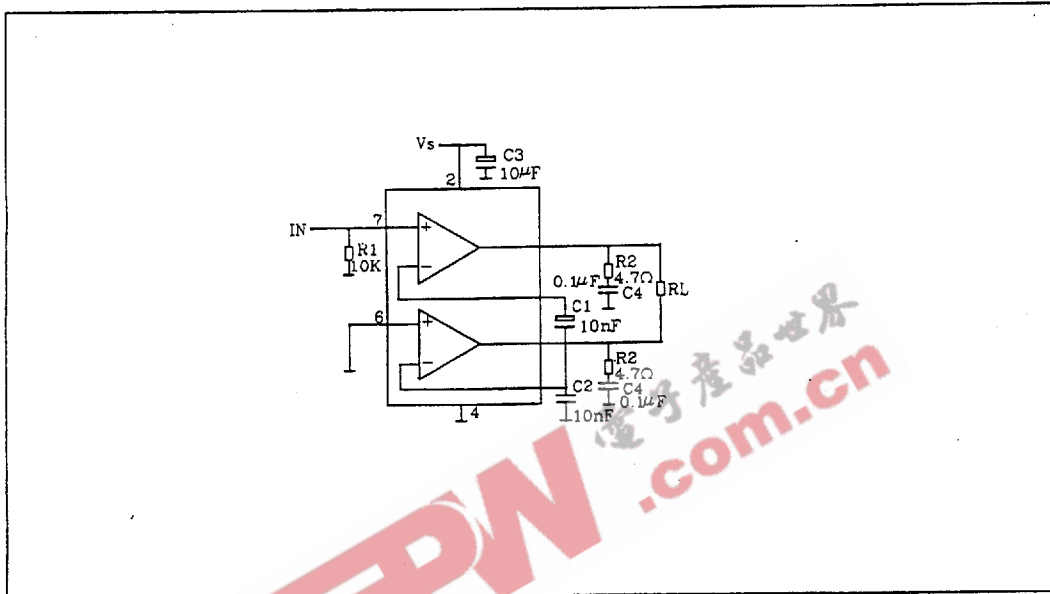 Vs
C3
10μF
2
IN
7
+
R1
10K
−
R2
4.7Ω
0.1μF
C4
RL
C1
10nF
6
+
−
R2
4.7Ω
C4
0.1μF
C2
10nF
4
電子產品世界
EPW
.com.cn